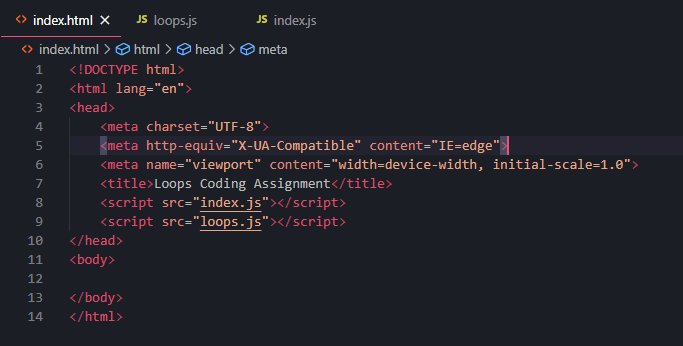 <> index.html × JS loops.js JS index.js
<> index.html > html > head > meta
1 <!DOCTYPE html>
2 <html lang="en">
3 <head>
4     <meta charset="UTF-8">
5     <meta http-equiv="X-UA-Compatible" content="IE=edge">
6     <meta name="viewport" content="width=device-width, initial-scale=1.0">
7     <title>Loops Coding Assignment</title>
8     <script src="index.js"></script>
9     <script src="loops.js"></script>
10 </head>
11 <body>
12
13 </body>
14 </html>